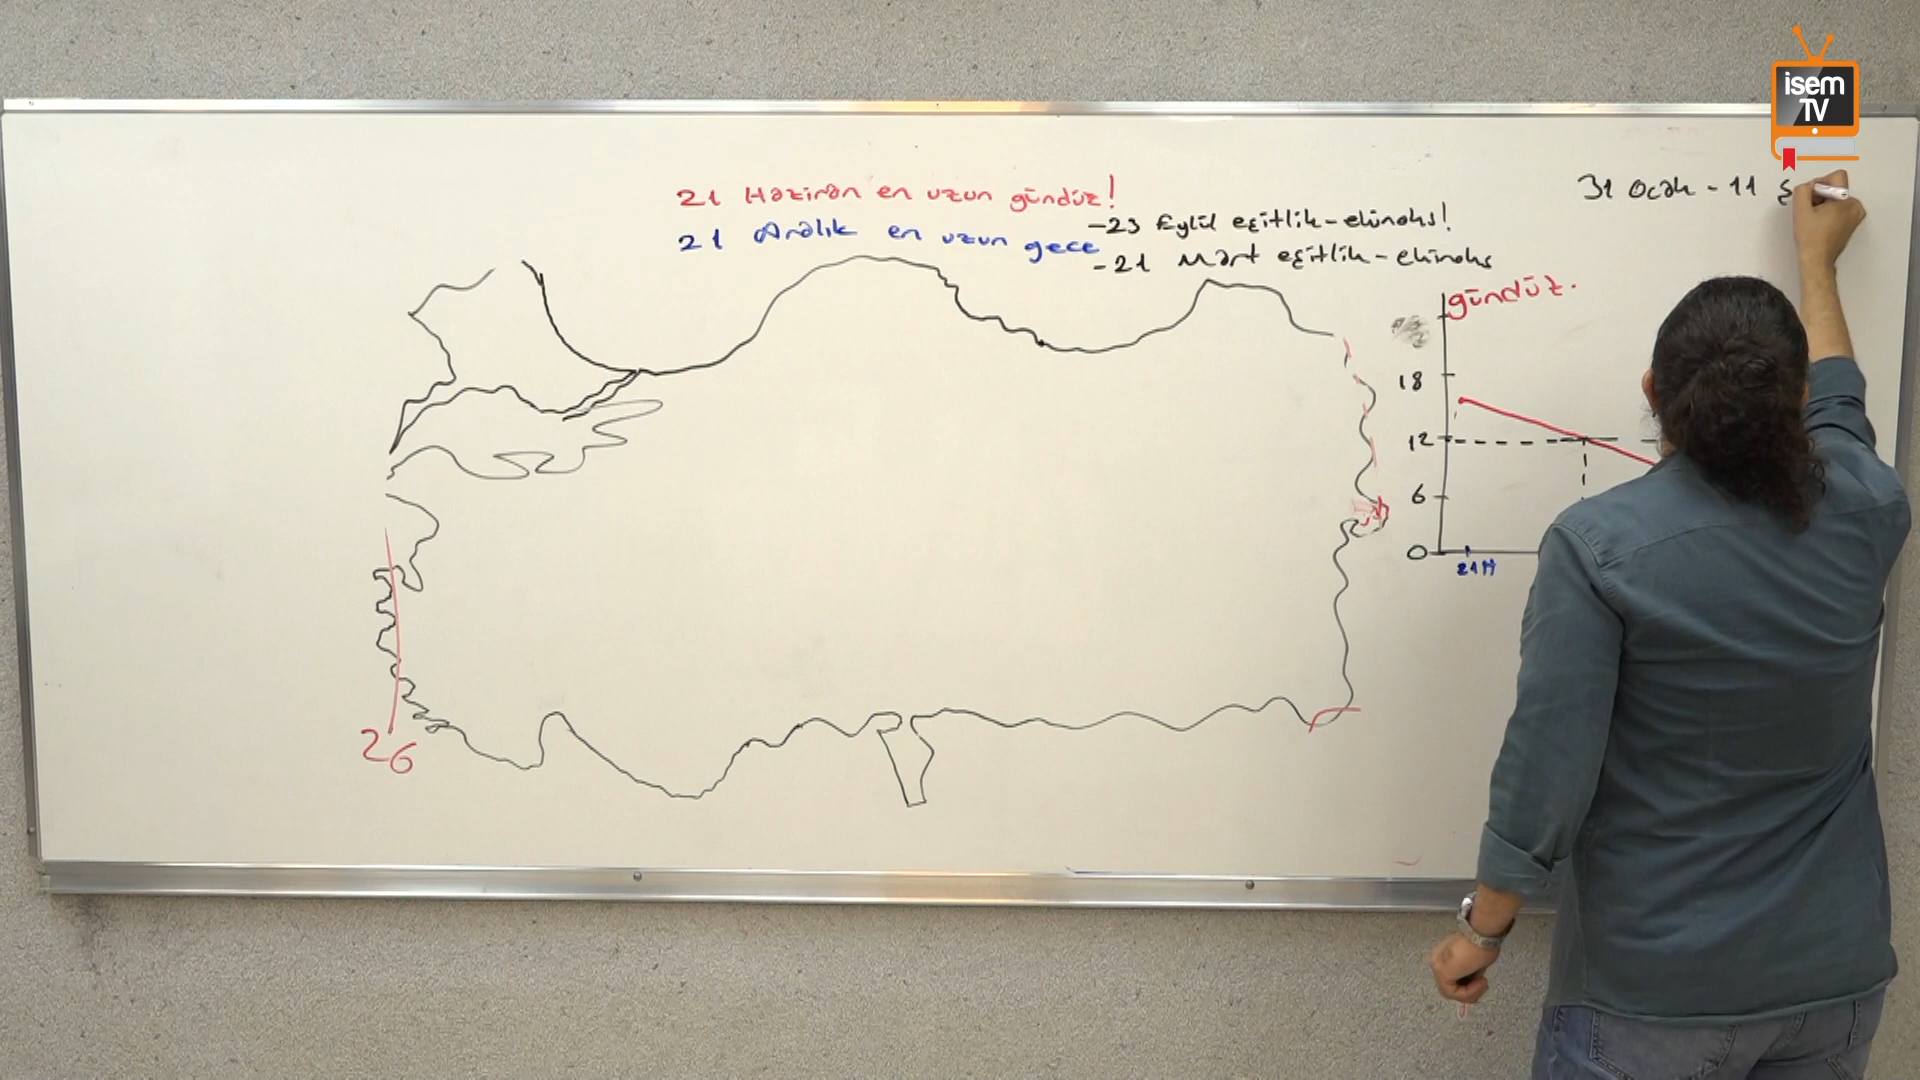 isem
TV
31 Ocak - 11 Ş
21 Haziran en uzun gündüz!
21 Aralık en uzun gece
-23 Eylül eşitlik-ekinoks!
-21 Mart eşitlik-ekinoks
gündüz.
18
12
6
0
21 H
26